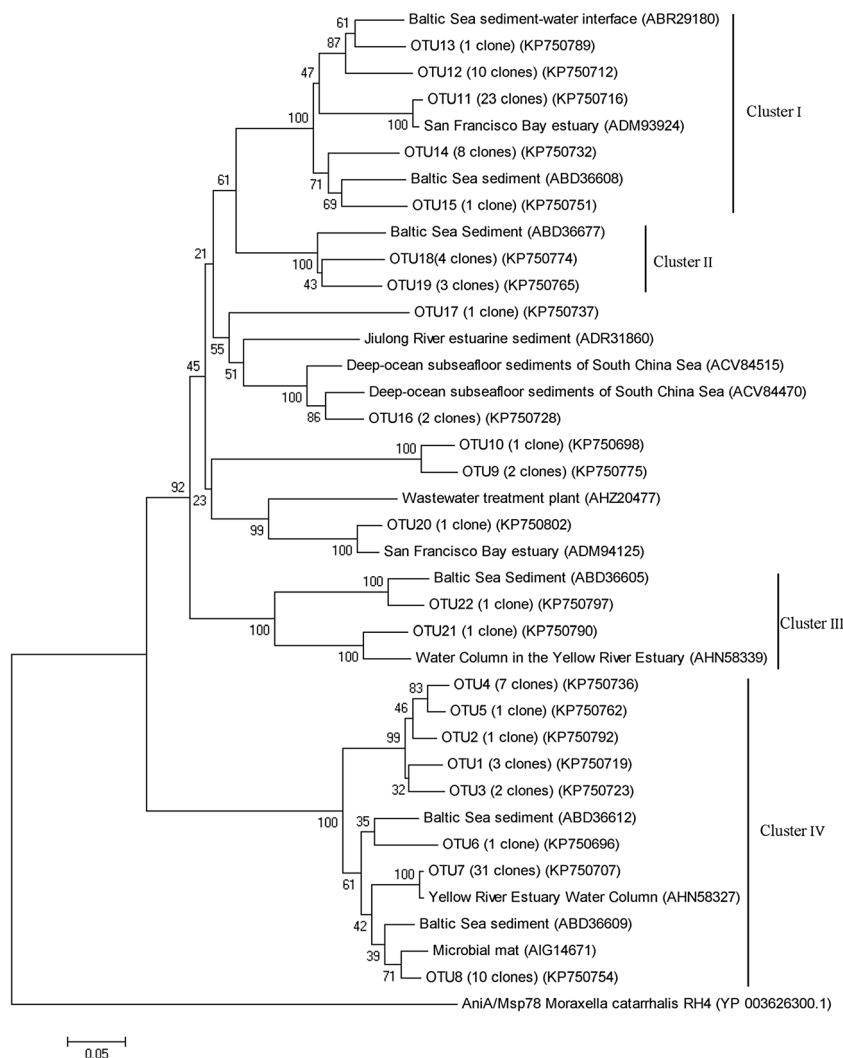 61
Baltic Sea sediment-water interface (ABR29180)
87
OTU13 (1 clone) (KP750789)
47
OTU12 (10 clones) (KP750712)
OTU11 (23 clones) (KP750716)
Cluster I
100
100
San Francisco Bay estuary (ADM93924)
OTU14 (8 clones) (KP750732)
61
71
Baltic Sea sediment (ABD36608)
69
OTU15 (1 clone) (KP750751)
Baltic Sea Sediment (ABD36677)
21
100
OTU18(4 clones) (KP750774)
Cluster II
43
OTU19 (3 clones) (KP750765)
OTU17 (1 clone) (KP750737)
55
Jiulong River estuarine sediment (ADR31860)
45
51
Deep-ocean subseafloor sediments of South China Sea (ACV84515)
100
Deep-ocean subseafloor sediments of South China Sea (ACV84470)
86
OTU16 (2 clones) (KP750728)
100
OTU10 (1 clone) (KP750698)
OTU9 (2 clones) (KP750775)
92
23
Wastewater treatment plant (AHZ20477)
99
OTU20 (1 clone) (KP750802)
100
San Francisco Bay estuary (ADM94125)
100
Baltic Sea Sediment (ABD36605)
OTU22 (1 clone) (KP750797)
Cluster III
100
OTU21 (1 clone) (KP750790)
100
Water Column in the Yellow River Estuary (AHN58339)
83
OTU4 (7 clones) (KP750736)
46
OTU5 (1 clone) (KP750762)
99
OTU2 (1 clone) (KP750792)
OTU1 (3 clones) (KP750719)
32
OTU3 (2 clones) (KP750723)
100
35
Baltic Sea sediment (ABD36612)
Cluster IV
OTU6 (1 clone) (KP750696)
61
100
OTU7 (31 clones) (KP750707)
Yellow River Estuary Water Column (AHN58327)
42
Baltic Sea sediment (ABD36609)
39
Microbial mat (AIG14671)
71
OTU8 (10 clones) (KP750754)
AniA/Msp78 Moraxella catarrhalis RH4 (YP 003626300.1)
0.05